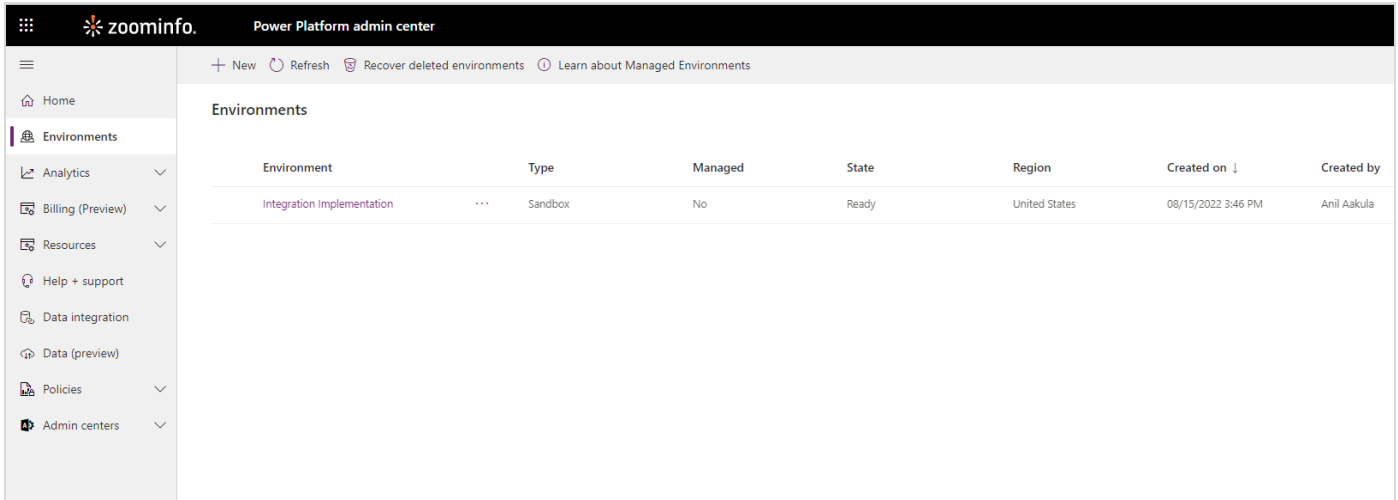 zoominfo. Power Platform admin center
+ New Refresh Recover deleted environments Learn about Managed Environments
Home
Environments
Analytics
Billing (Preview)
Resources
Help + support
Data integration
Data (preview)
Policies
Admin centers
Environments
Environment Type Managed State Region Created on ↓ Created by
Integration Implementation ... Sandbox No Ready United States 08/15/2022 3:46 PM Anil Aakula